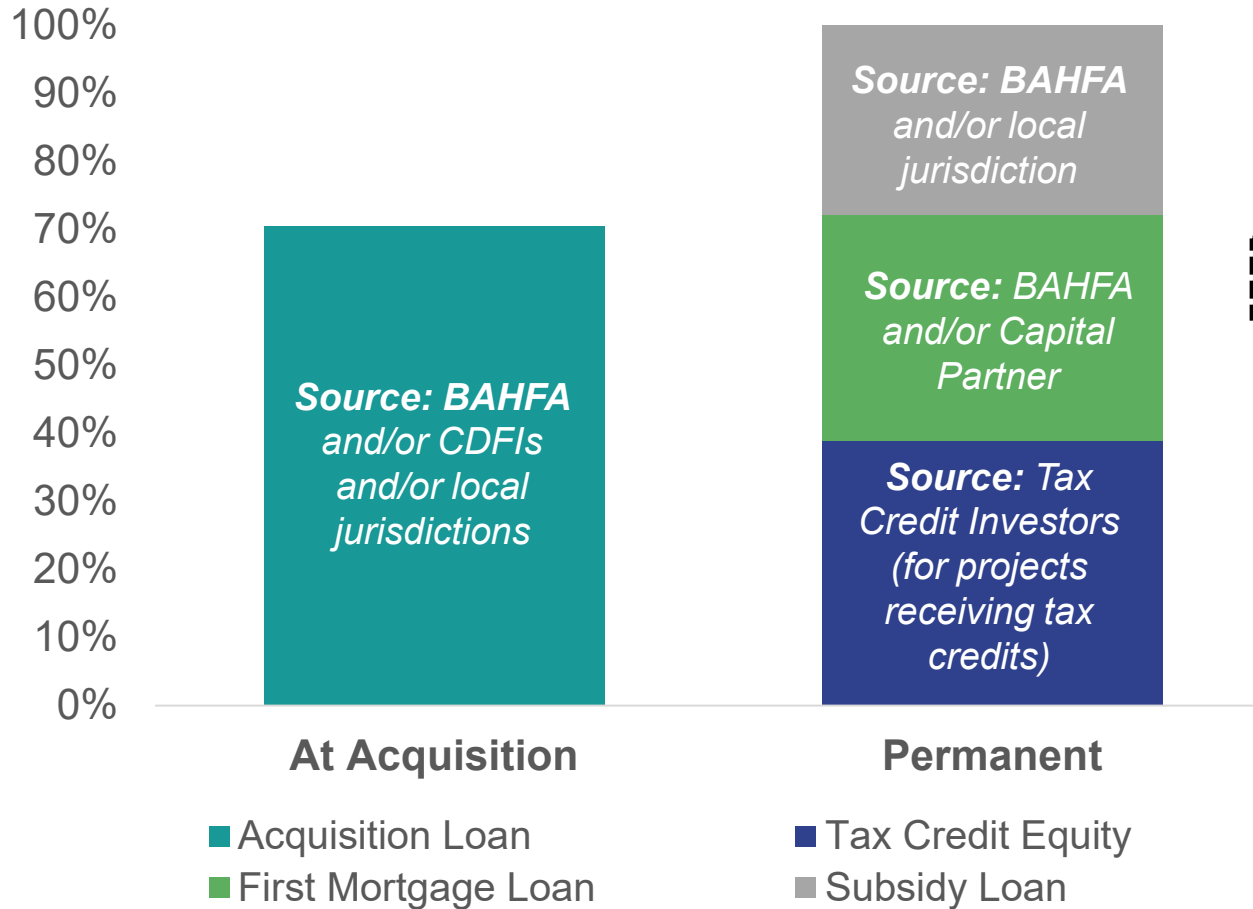 100%
90%
80%
70%
60%
50%
40%
30%
20%
10%
0%
Source: BAHFA
and/or CDFIs
and/or local
jurisdictions
Source: BAHFA
and/or local
jurisdiction
Source: BAHFA
and/or Capital
Partner
Source: Tax
Credit Investors
(for projects
receiving tax
credits)
At Acquisition
Permanent
Acquisition Loan
Tax Credit Equity
First Mortgage Loan
Subsidy Loan